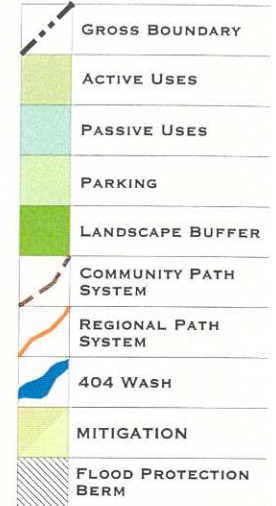 GROSS BOUNDARY
ACTIVE USES
PASSIVE USES
PARKING
LANDSCAPE BUFFER
COMMUNITY PATH
SYSTEM
REGIONAL PATH
SYSTEM
404 WASH
MITIGATION
FLOOD PROTECTION
BERM